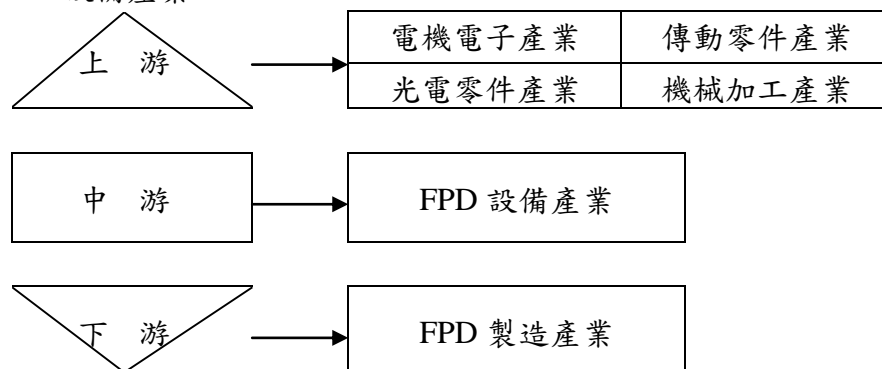 產業
電機電子產業 傳動零件產業
上 游
光電零件產業 機械加工產業
中 游 FPD 設備產業
下 游 FPD 製造產業